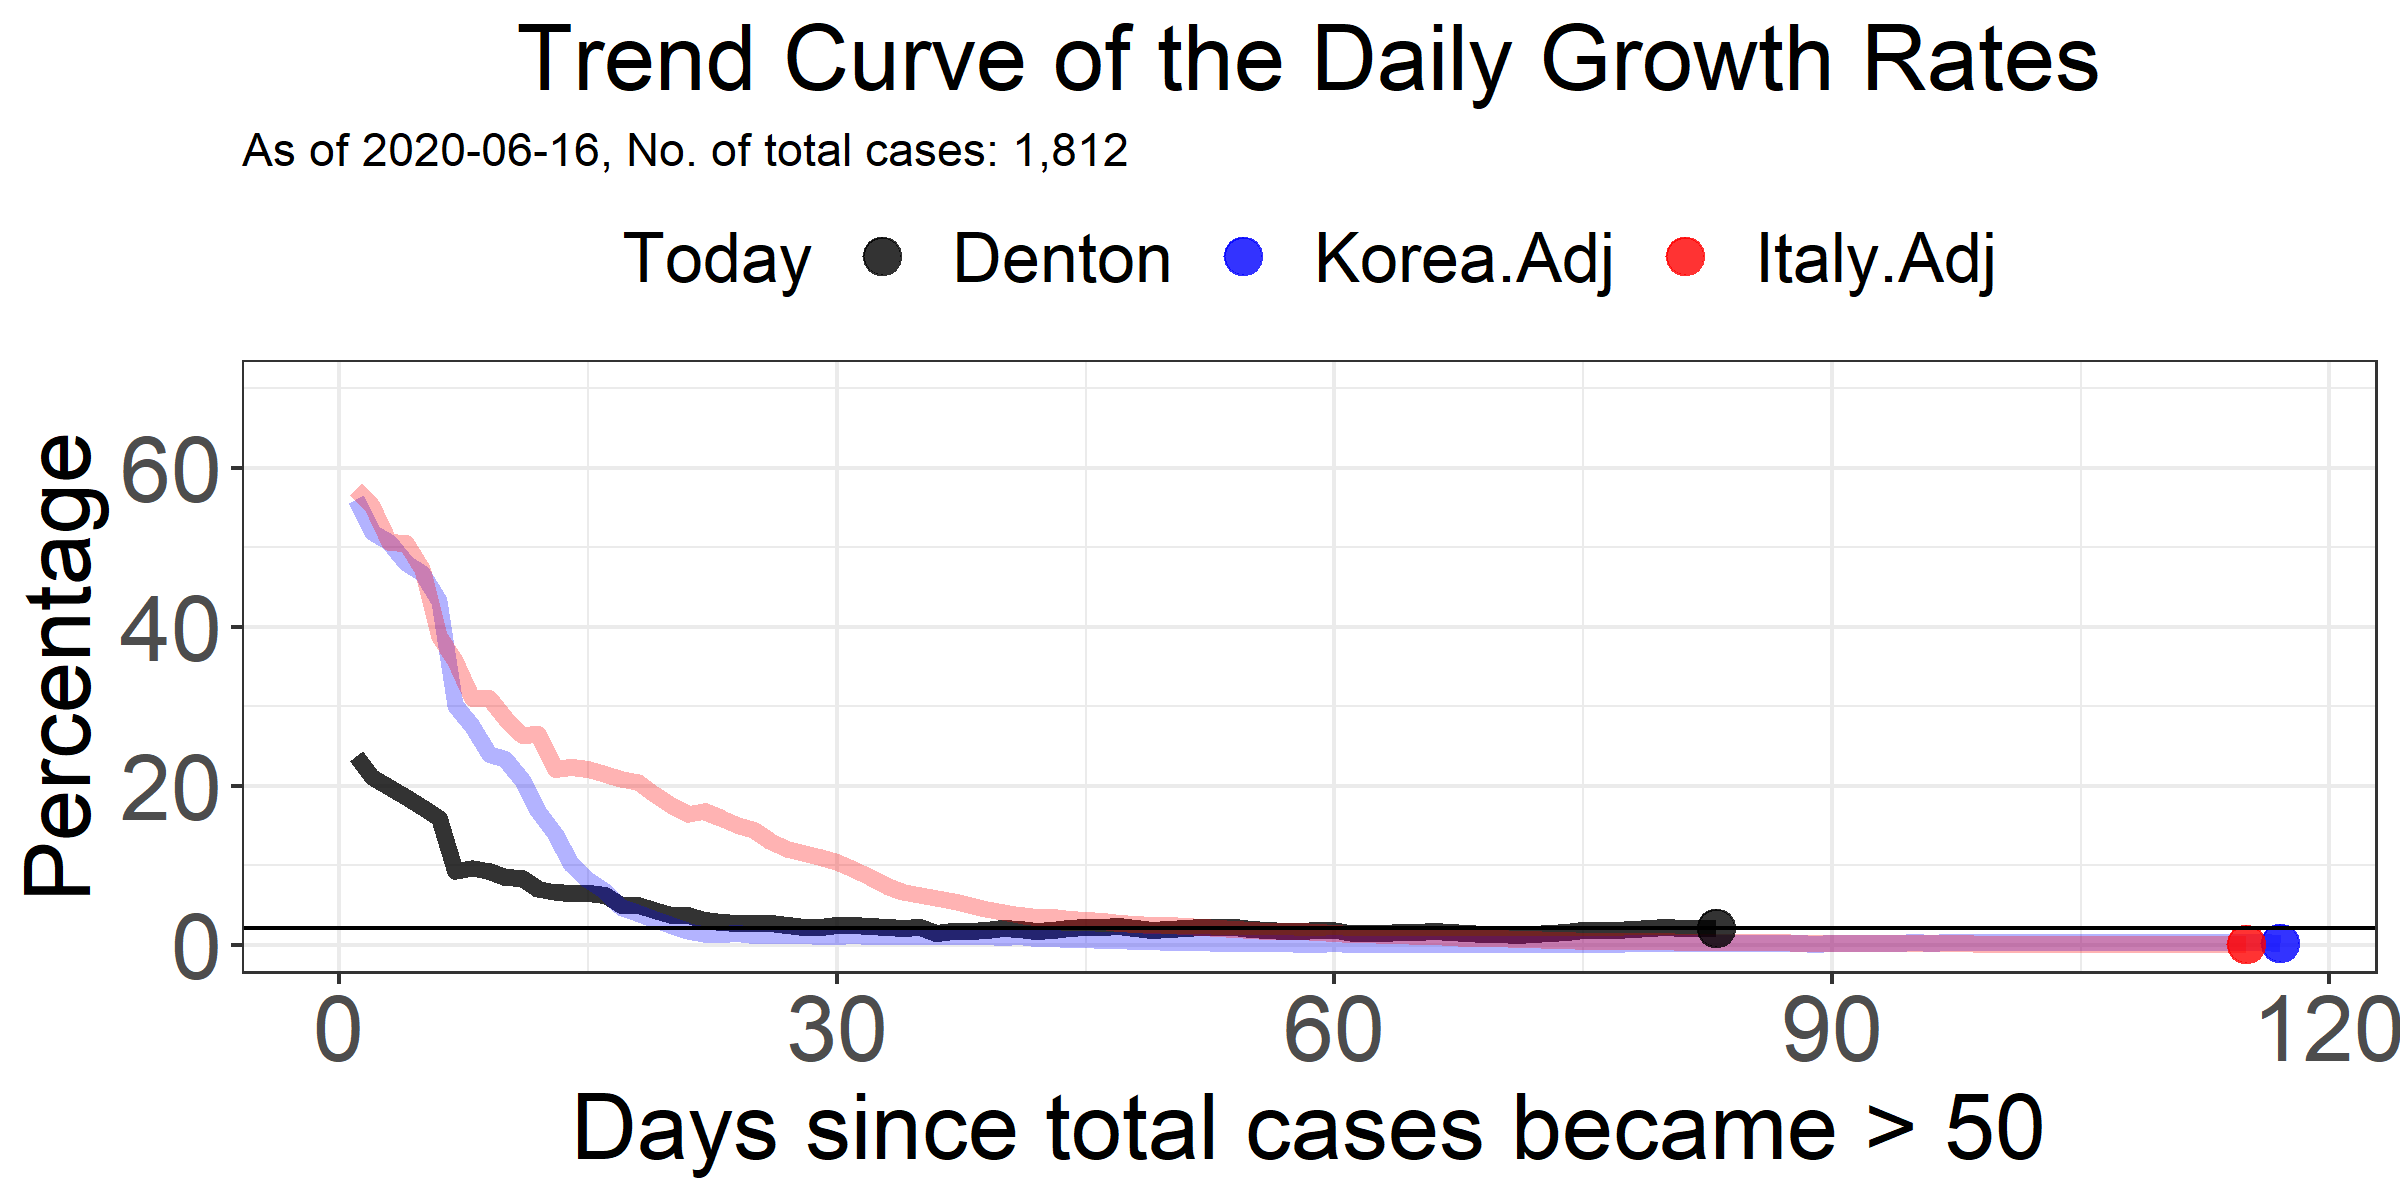 Trend Curve of the Daily Growth Rates
As of 2020-06-16, No. of total cases: 1,812
Today Denton Korea.Adj Italy.Adj
Percentage
60
40
20
0
0 30 60 90 120
Days since total cases became > 50